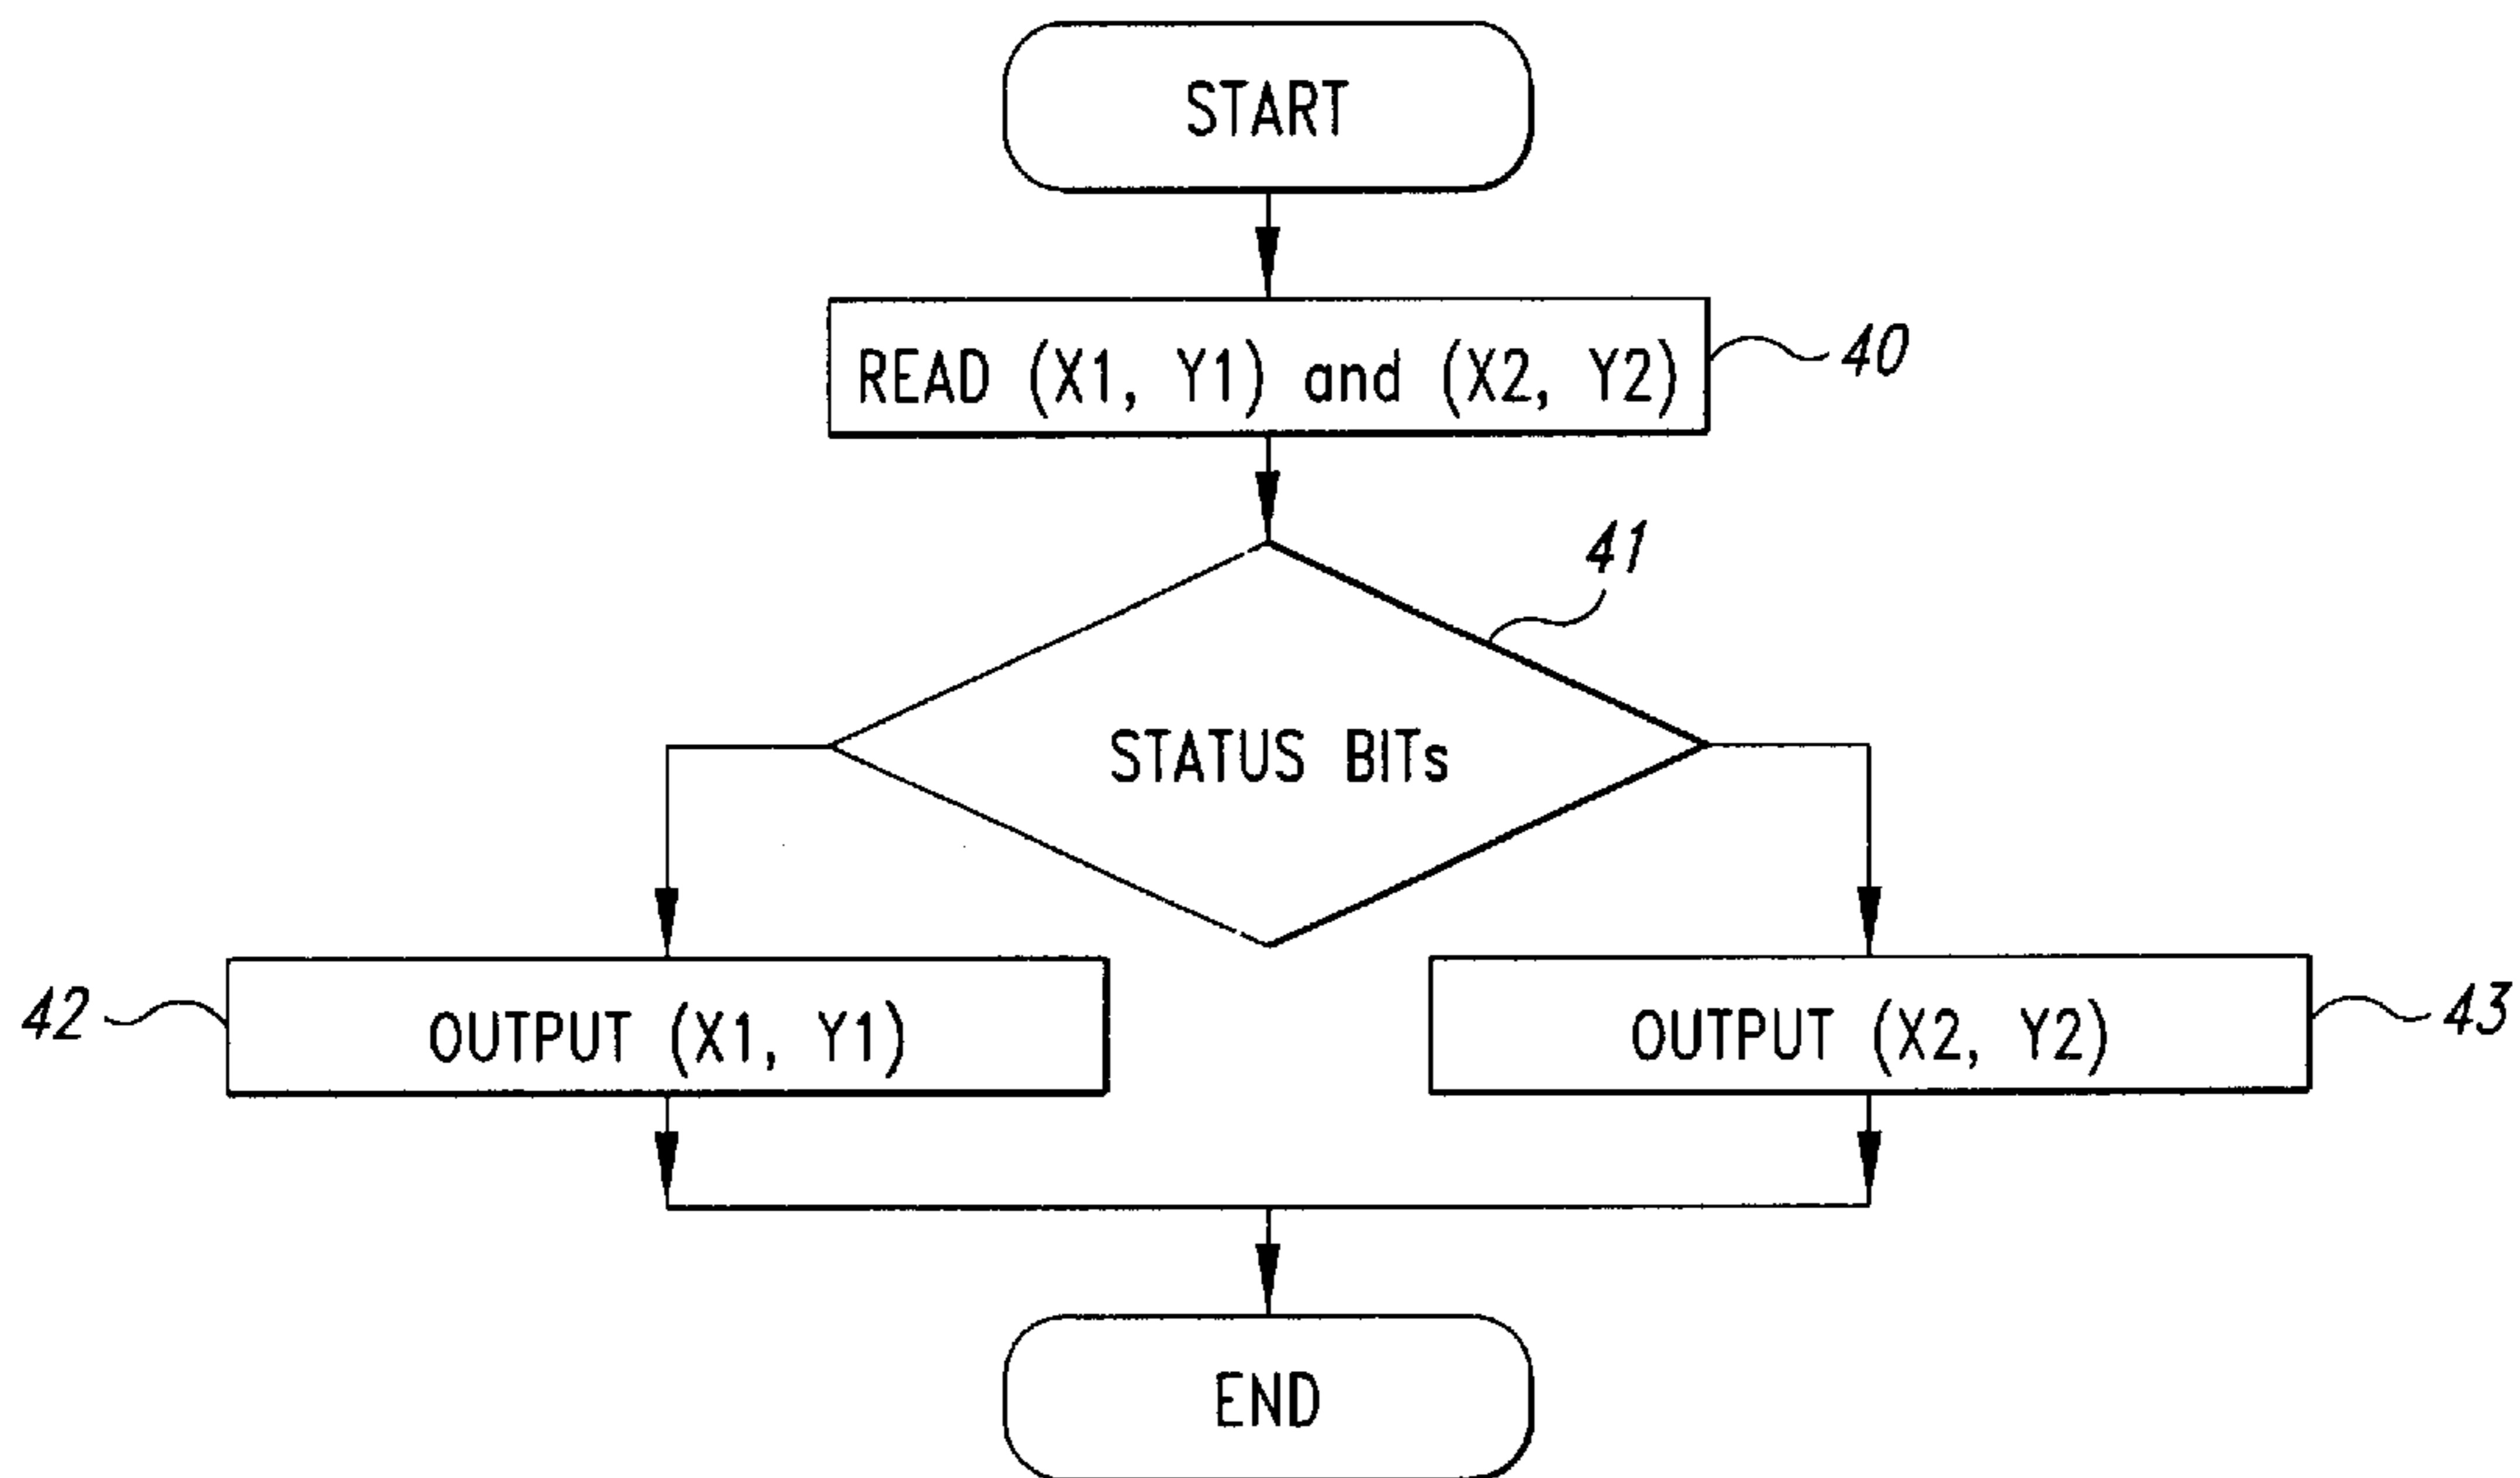 START
READ (X1, Y1) and (X2, Y2)
40
41
STATUS BITs
42
OUTPUT (X1, Y1)
OUTPUT (X2, Y2)
43
END